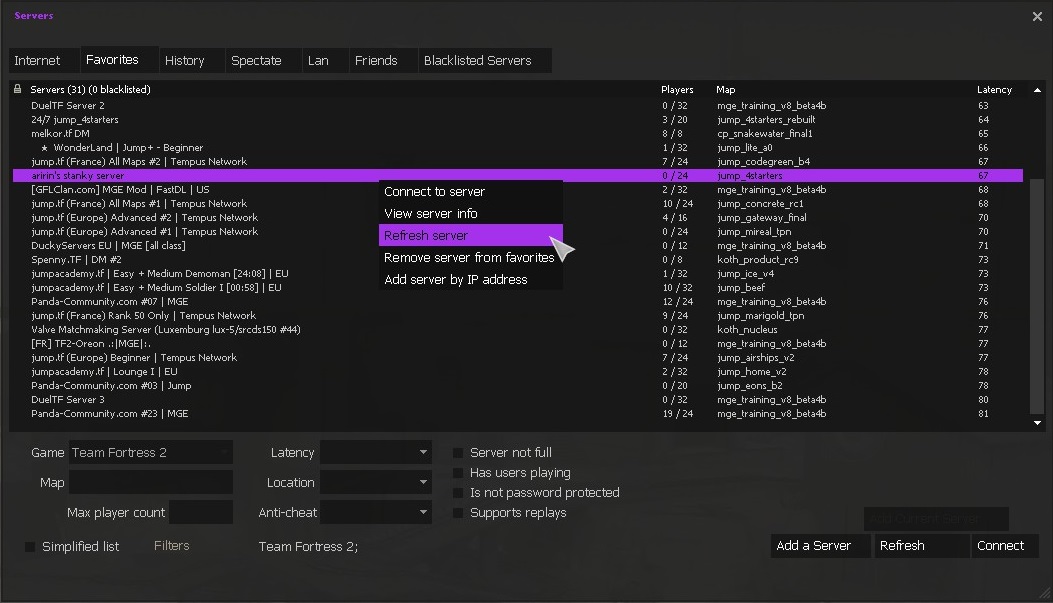 Servers
Internet Favorites History Spectate Lan Friends Blacklisted Servers
Servers (31) (0 blacklisted) Players Map Latency
DuelTF Server 2 0 / 32 mge_training_v8_beta4b 63
24/7 jump_4starters 3 / 20 jump_4starters_rebuilt 64
melkor.tf DM 8 / 8 cp_snakewater_final1 65
★ WonderLand | Jump+ - Beginner 1 / 32 jump_lite_a0 66
jump.tf (France) All Maps #2 | Tempus Network 7 / 24 jump_codegreen_b4 67
aririn's stanky server 0 / 24 jump_4starters 67
[GFLClan.com] MGE Mod | FastDL | US 2 / 32 mge_training_v8_beta4b 68
jump.tf (France) All Maps #1 | Tempus Network 10 / 24 jump_concrete_rc1 68
jump.tf (Europe) Advanced #2 | Tempus Network 4 / 16 jump_gateway_final 70
jump.tf (Europe) Advanced #1 | Tempus Network 0 / 24 jump_mireal_tpn 70
DuckyServers EU | MGE [all class] 0 / 12 mge_training_v8_beta4b 71
Spenny.TF | DM #2 0 / 8 koth_product_rc9 73
jumpacademy.tf | Easy + Medium Demoman [24:08] | EU 1 / 32 jump_ice_v4 73
jumpacademy.tf | Easy + Medium Soldier I [00:58] | EU 10 / 32 jump_beef 73
Panda-Community.com #07 | MGE 12 / 24 mge_training_v8_beta4b 76
jump.tf (France) Rank 50 Only | Tempus Network 9 / 24 jump_marigold_tpn 76
Valve Matchmaking Server (Luxemburg lux-5/srcds150 #44) 0 / 32 koth_nucleus 77
[FR] TF2-Oreon .:|MGE|:. 0 / 12 mge_training_v8_beta4b 77
jump.tf (Europe) Beginner | Tempus Network 7 / 24 jump_airships_v2 77
jumpacademy.tf | Lounge I | EU 2 / 32 jump_home_v2 78
Panda-Community.com #03 | Jump 0 / 20 jump_eons_b2 78
DuelTF Server 3 0 / 32 mge_training_v8_beta4b 80
Panda-Community.com #23 | MGE 19 / 24 mge_training_v8_beta4b 81
Connect to server
View server info
Refresh server
Remove server from favorites
Add server by IP address
Game Team Fortress 2 Latency Server not full
Has users playing
Map Location Is not password protected
Max player count Anti-cheat Supports replays
Add Current Server
Simplified list Filters Team Fortress 2; Add a Server Refresh Connect